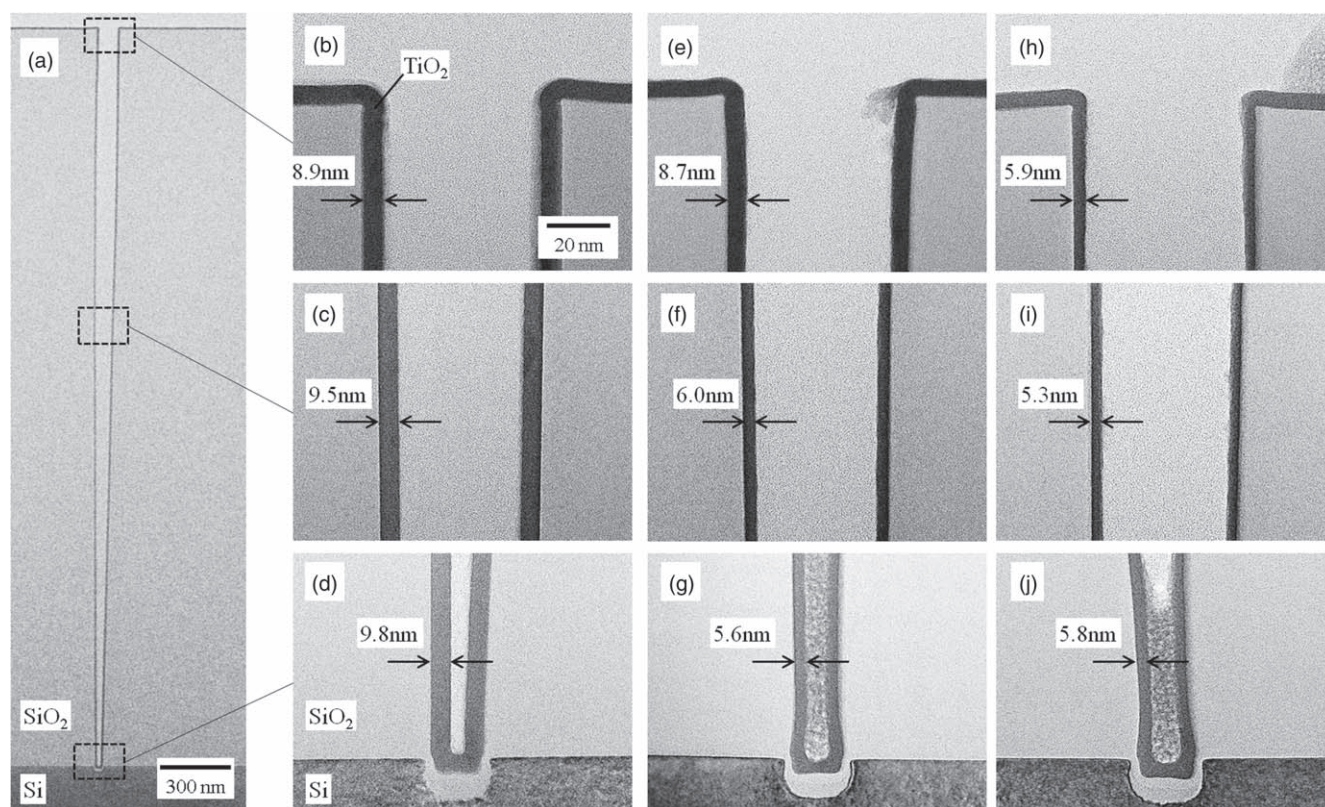 (a)
SiO₂
Si
300 nm
(b)
TiO₂
8.9nm
20 nm
(e)
8.7nm
(h)
5.9nm
(c)
9.5nm
(f)
6.0nm
(i)
5.3nm
(d)
9.8nm
SiO₂
Si
(g)
5.6nm
(j)
5.8nm